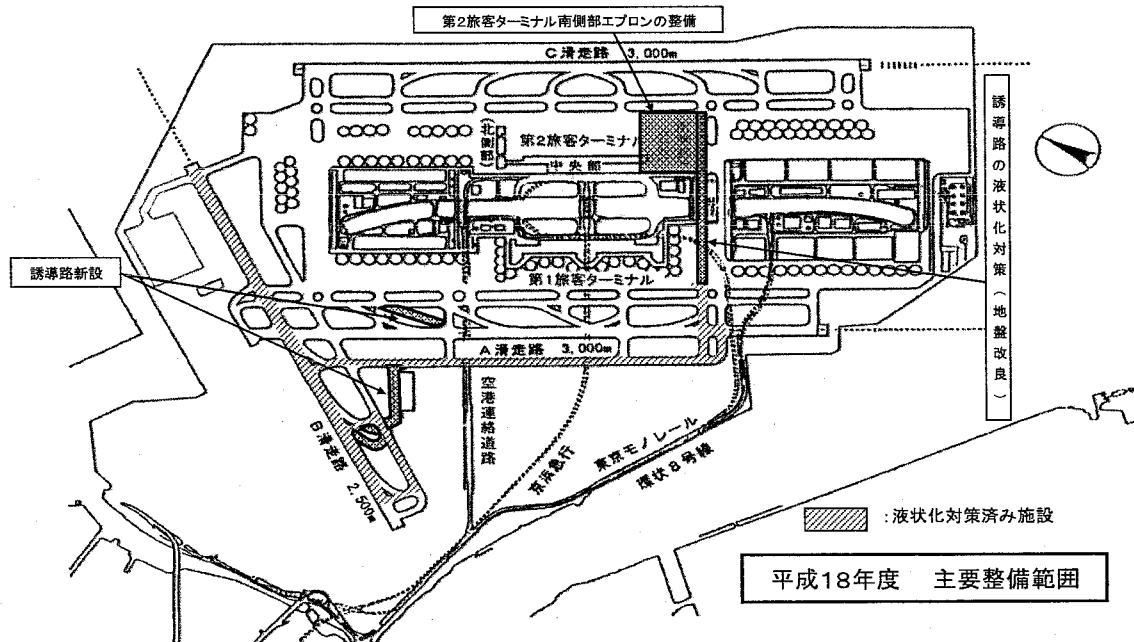 第2旅客ターミナル南側部エプロンの整備
C滑走路 3,000m
誘導路の液状化対策(地盤改良)
(北側部)
第2旅客ターミナル
中央部
誘導路新設
第1旅客ターミナル
A滑走路 3,000m
B滑走路 2,500m
空港連絡道路
京浜急行
東京モノレール
環状8号線
:液状化対策済み施設
平成18年度 主要整備範囲